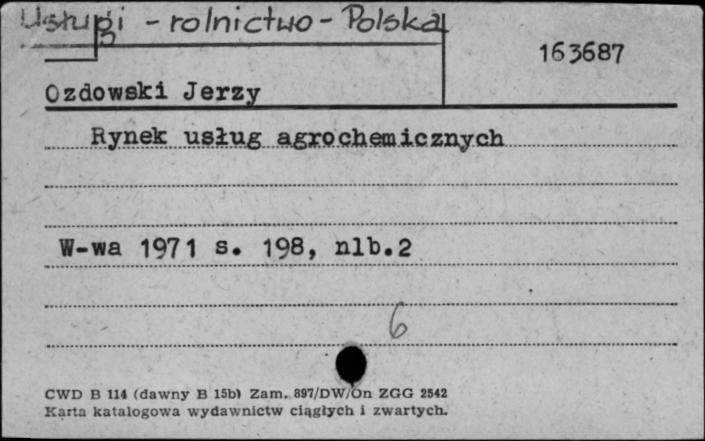 Usługi - rolnictwo - Polska
163687
Ozdowski Jerzy
Rynek usług agrochemicznych
W-wa 1971 s. 198, nlb.2
6
CWD B 114 (dawny B 15b) Zam. 897/DW/On ZGG 2542
Karta katalogowa wydawnictw ciągłych i zwartych.